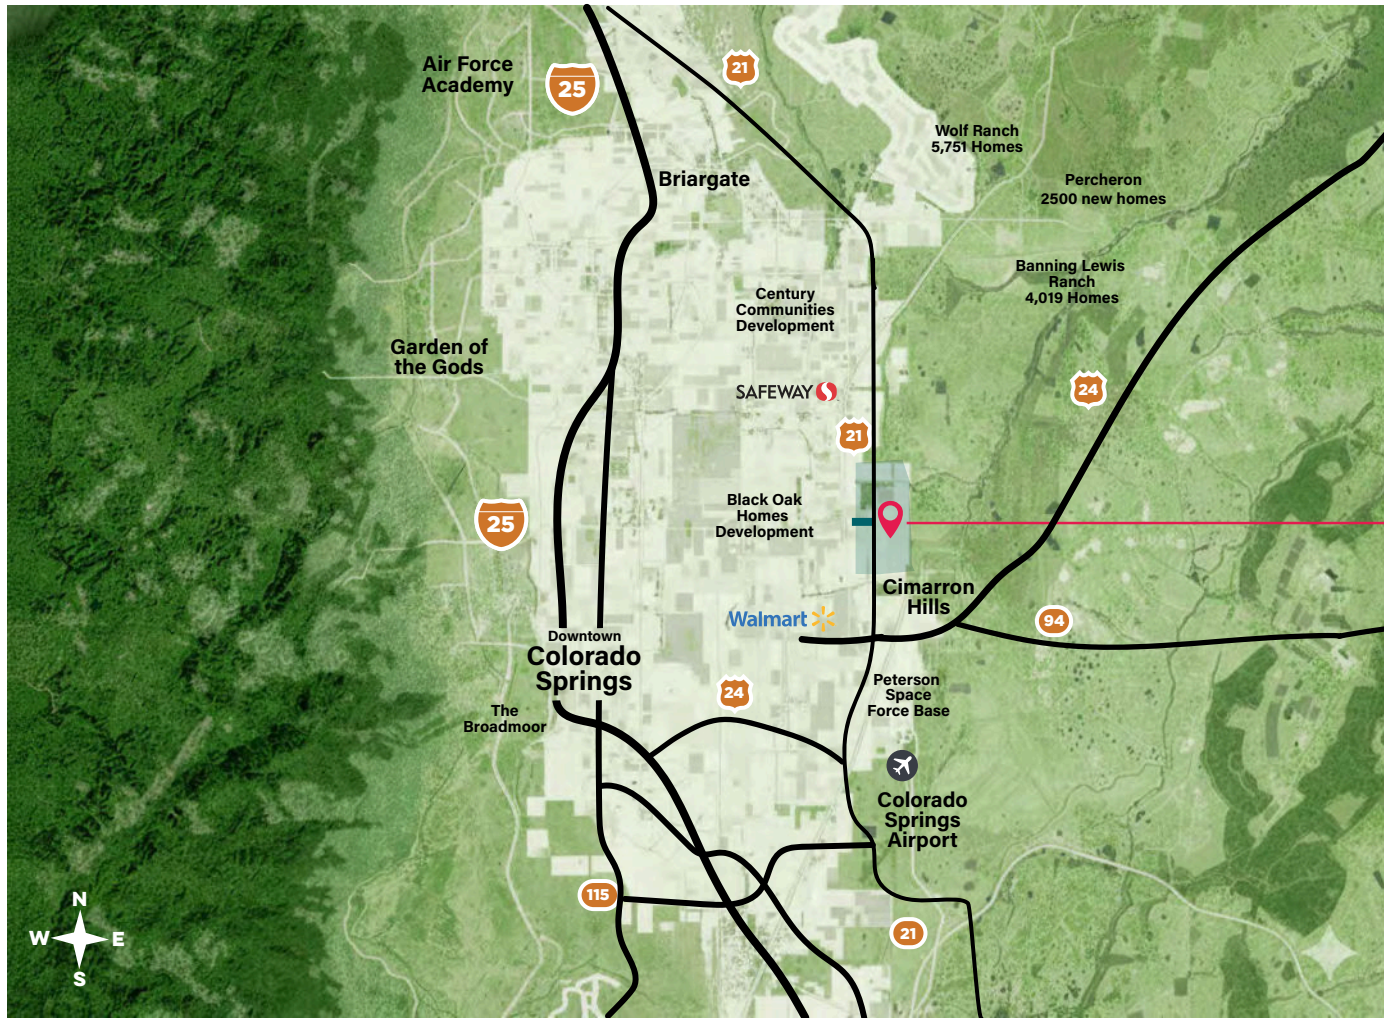 Air Force
Academy
25
21
Wolf Ranch
5,751 Homes
Briargate
Percheron
2500 new homes
Banning Lewis
Ranch
4,019 Homes
Century
Communities
Development
Garden of
the Gods
SAFEWAY
24
21
Black Oak
Homes
Development
25
Cimarron
Hills
Walmart
94
Downtown
Colorado
Springs
24
Peterson
Space
Force Base
The
Broadmoor
Colorado
Springs
Airport
115
21
N
W
E
S